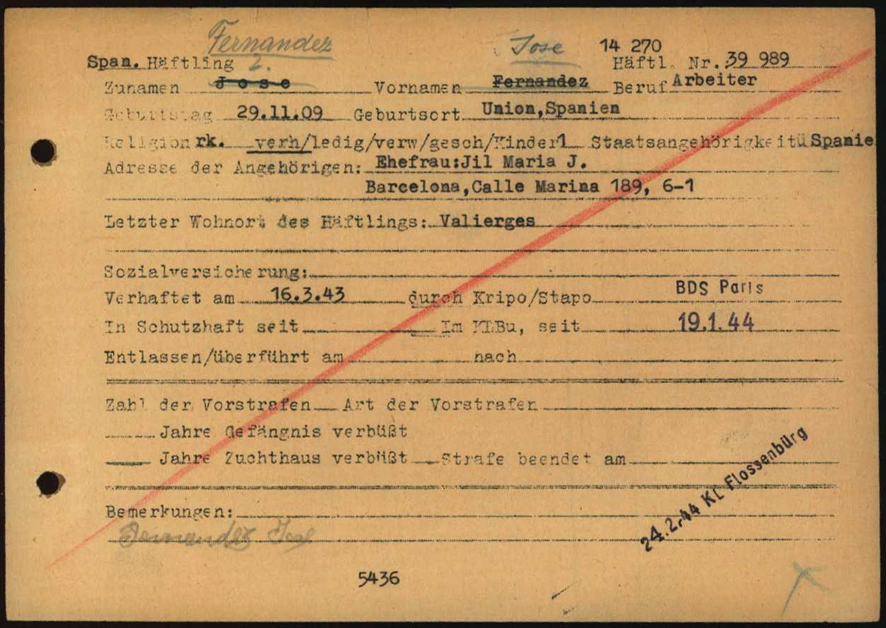 Fernandez Jose 14 270
Span. Häftling 2. Häftl. Nr. 39 989
Zunamen Jose Vornamen Fernandez Beruf Arbeiter
Geburtstag 29.11.09 Geburtsort Union,Spanien
Religion rk. verh/ledig/verw/gesch/Kinder 1 Staatsangehörigkeit Spanie
Adresse der Angehörigen: Ehefrau:Jil Maria J.
Barcelona,Calle Marina 189, 6-1
Letzter Wohnort des Häftlings: Valierges
Sozialversicherung:
Verhaftet am 16.3.43 durch Kripo/Stapo BDS Paris
In Schutzhaft seit Im KLBu, seit 19.1.44
Entlassen/überführt am nach
Zahl der Vorstrafen Art der Vorstrafen
Jahre Gefängnis verbüßt
Jahre Zuchthaus verbüßt Strafe beendet am
24.2.44 KL Flossenbürg
Bemerkungen:
Fernandez Jose
5436